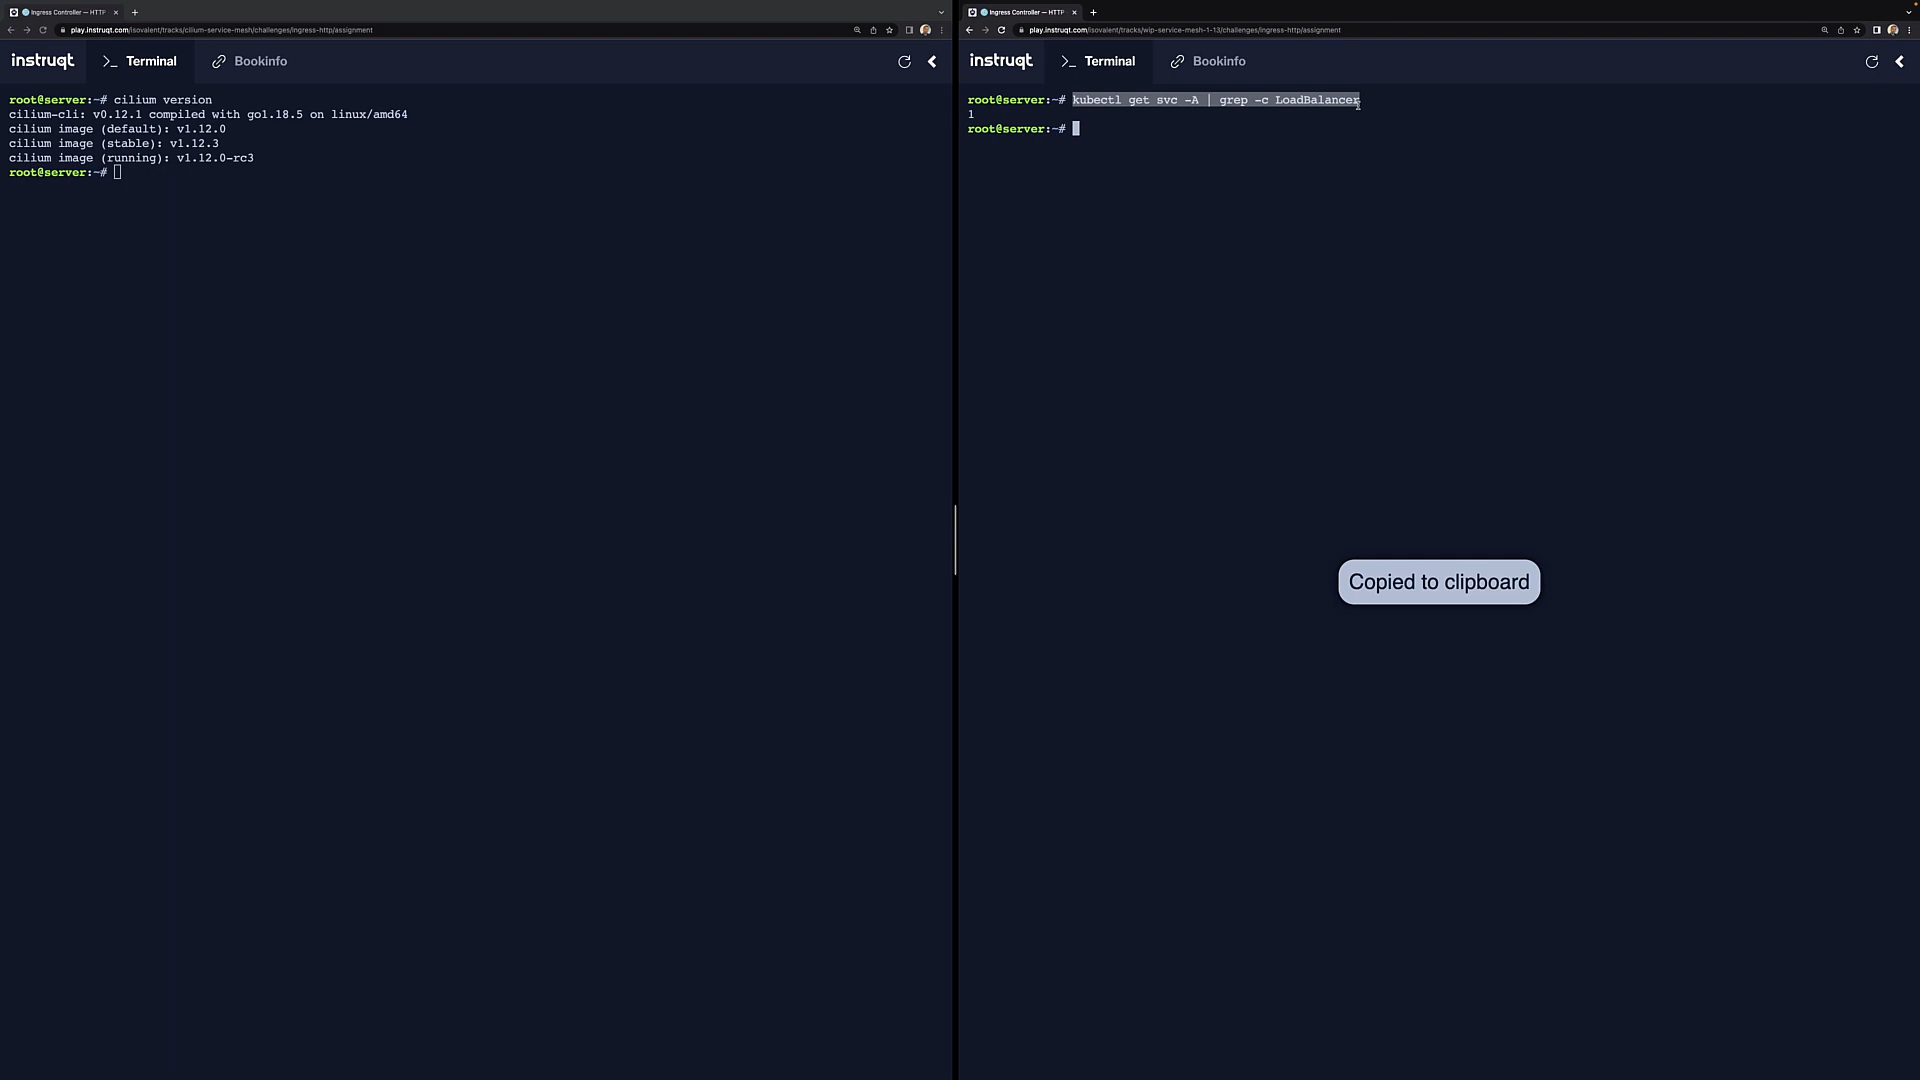 Ingress Controller — HTTP
play.instruqt.com/isovalent/tracks/cilium-service-mesh/challenges/ingress-http/assignment
instruqt
>_ Terminal
Bookinfo
root@server:~# cilium version
cilium-cli: v0.12.1 compiled with go1.18.5 on linux/amd64
cilium image (default): v1.12.0
cilium image (stable): v1.12.3
cilium image (running): v1.12.0-rc3
root@server:~#
Ingress Controller — HTTP
play.instruqt.com/isovalent/tracks/wip-service-mesh-1-13/challenges/ingress-http/assignment
instruqt
>_ Terminal
Bookinfo
root@server:~# kubectl get svc -A | grep -c LoadBalancer
1
root@server:~#
Copied to clipboard